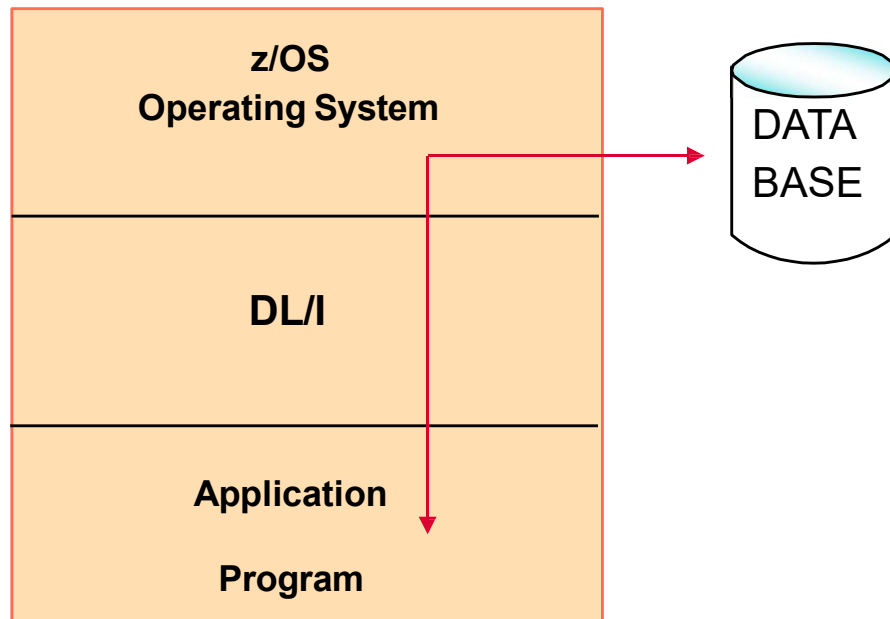 z/OS
Operating System
DATA
BASE
DL/I
Application
Program